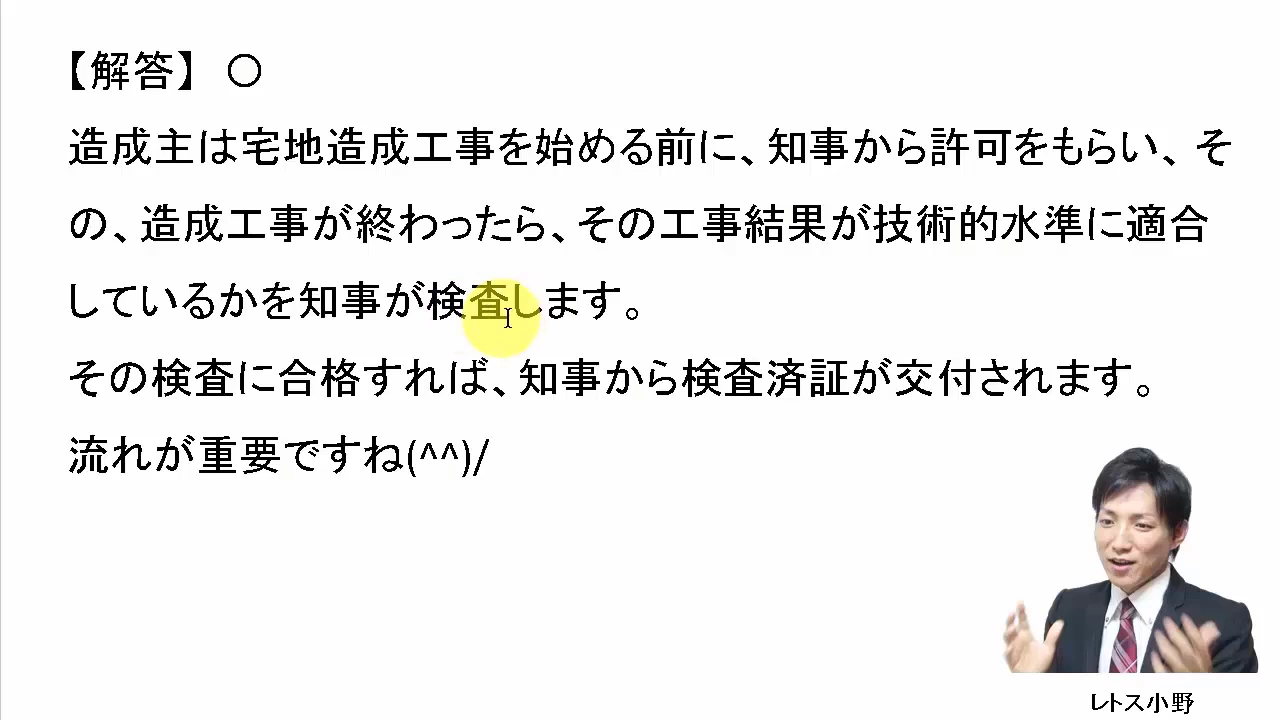 【解答】 〇
造成主は宅地造成工事を始める前に、知事から許可をもらい、そ
の、造成工事が終わったら、その工事結果が技術的水準に適合
しているかを知事が検査します。
その検査に合格すれば、知事から検査済証が交付されます。
流れが重要ですね(^^)/
レトス小野